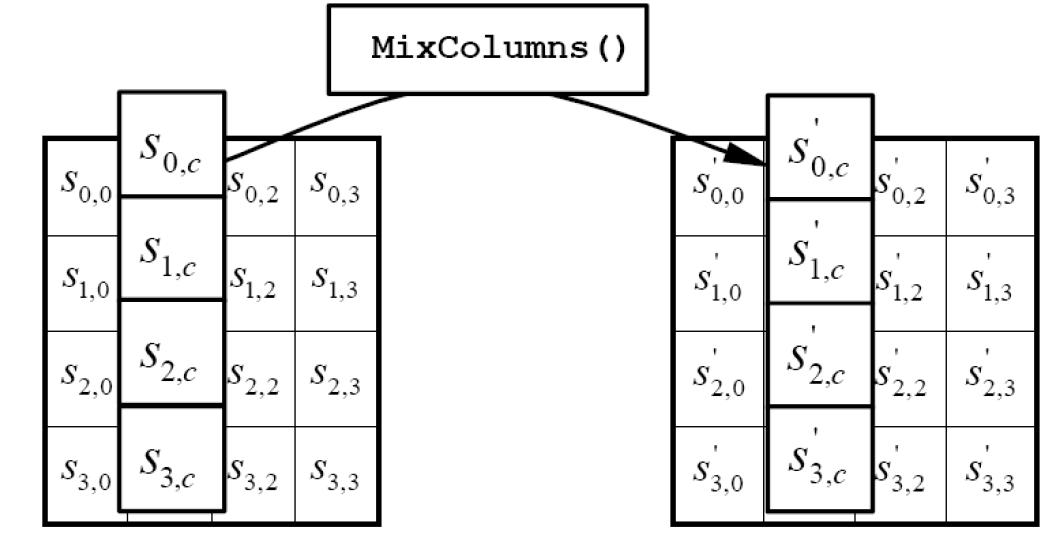 MixColumns()
s0,0 s0,c s0,2 s0,3 s'0,0 s'0,c s'0,2 s'0,3
s1,0 s1,c s1,2 s1,3 s'1,0 s'1,c s'1,2 s'1,3
s2,0 s2,c s2,2 s2,3 s'2,0 s'2,c s'2,2 s'2,3
s3,0 s3,c s3,2 s3,3 s'3,0 s'3,c s'3,2 s'3,3